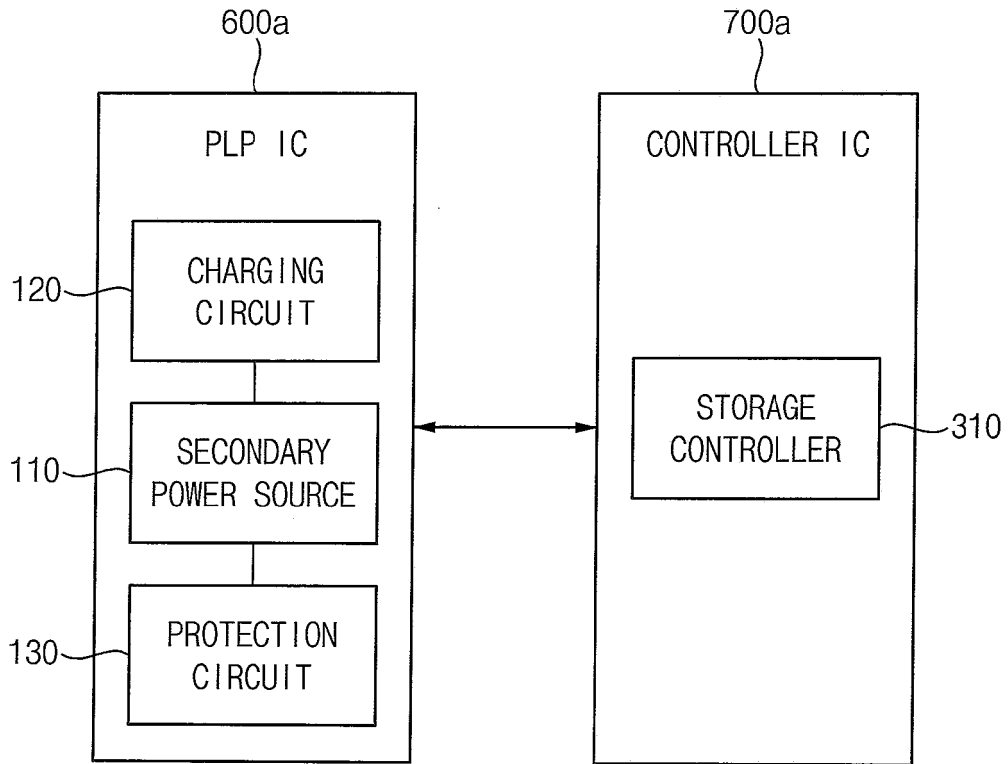 600a
700a
PLP IC
CONTROLLER IC
CHARGING
CIRCUIT
120
STORAGE
CONTROLLER
310
SECONDARY
POWER SOURCE
110
PROTECTION
CIRCUIT
130